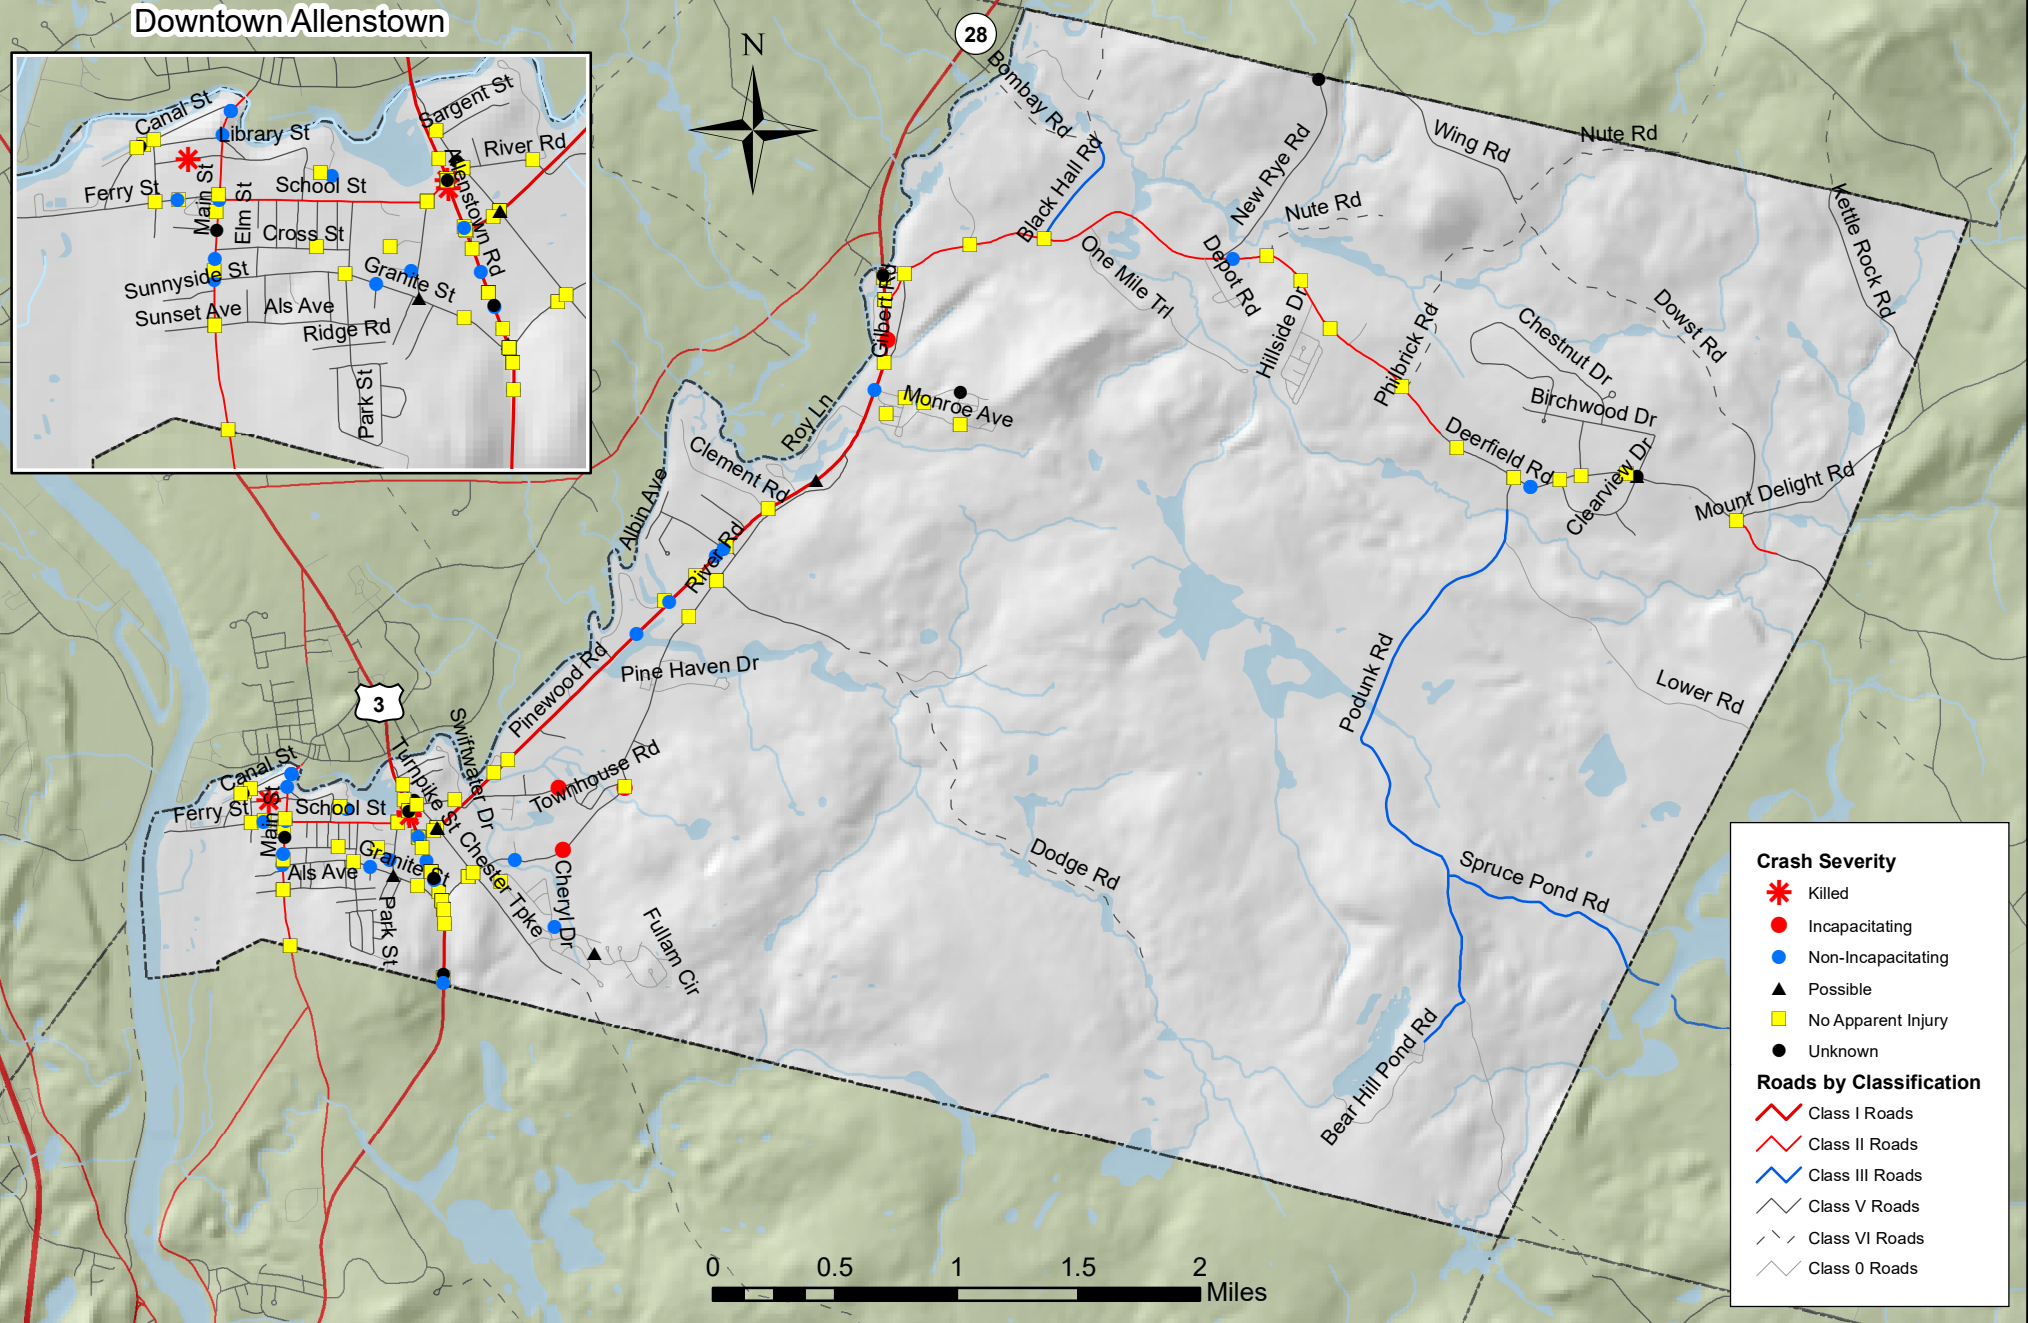 Downtown Allenstown
Canal St
Library St
Sargent St
River Rd
Ferry St
Main St
School St
Elm St
Allenstown Rd
Cross St
Sunnyside St
Granite St
Sunset Ave
Als Ave
Ridge Rd
Park St
N
28
Bombay Rd
Black Hall Rd
Wing Rd
Nute Rd
New Rye Rd
Nute Rd
Kettle Rock Rd
One Mile Trl
Depot Rd
Gilbert Rd
Hillside Dr
Philbrick Rd
Chestnut Dr
Dowst Rd
Birchwood Dr
Monroe Ave
Roy Ln
Clement Rd
Deerfield Rd
Clearview Dr
Mount Delight Rd
Albin Ave
River Rd
Pinewood Rd
Pine Haven Dr
Podunk Rd
Lower Rd
3
Swiftwater Dr
Turnpike St
Townhouse Rd
Canal St
Ferry St
Main St
School St
Granite St
Als Ave
Park St
Chester Tpke
Cheryl Dr
Fullam Cir
Dodge Rd
Spruce Pond Rd
Bear Hill Pond Rd
Crash Severity
Killed
Incapacitating
Non-Incapacitating
Possible
No Apparent Injury
Unknown
Roads by Classification
Class I Roads
Class II Roads
Class III Roads
Class V Roads
Class VI Roads
Class 0 Roads
0 0.5 1 1.5 2
Miles